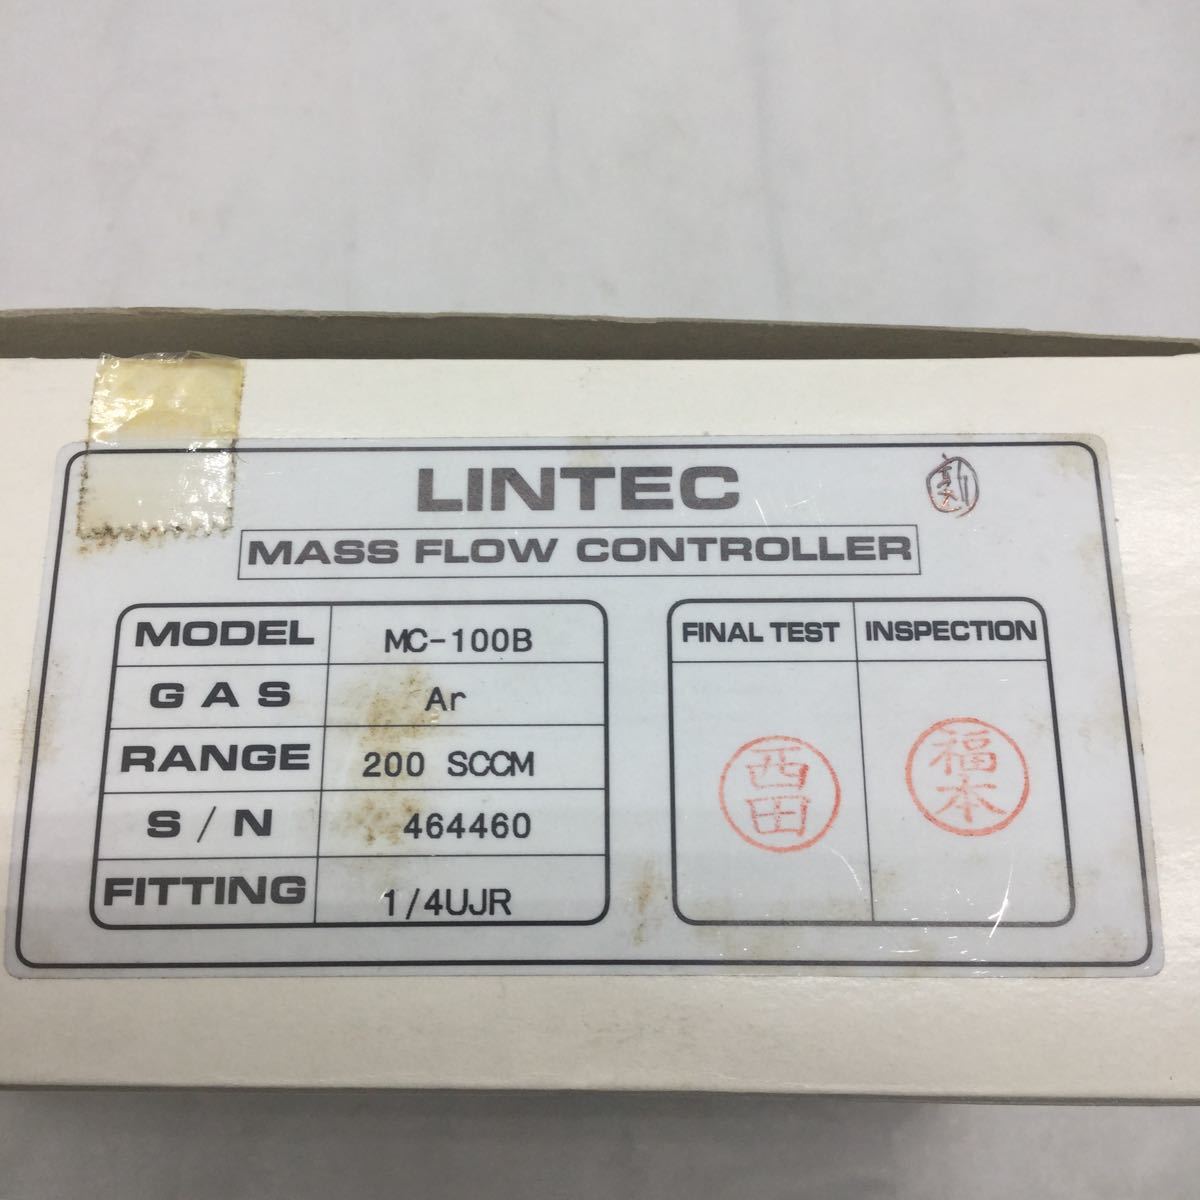 LINTEC
MASS FLOW CONTROLLER
MODEL MC-100B
GAS Ar
RANGE 200 SCCM
S/N 464460
FITTING 1/4UJR
FINAL TEST INSPECTION
西田 福本